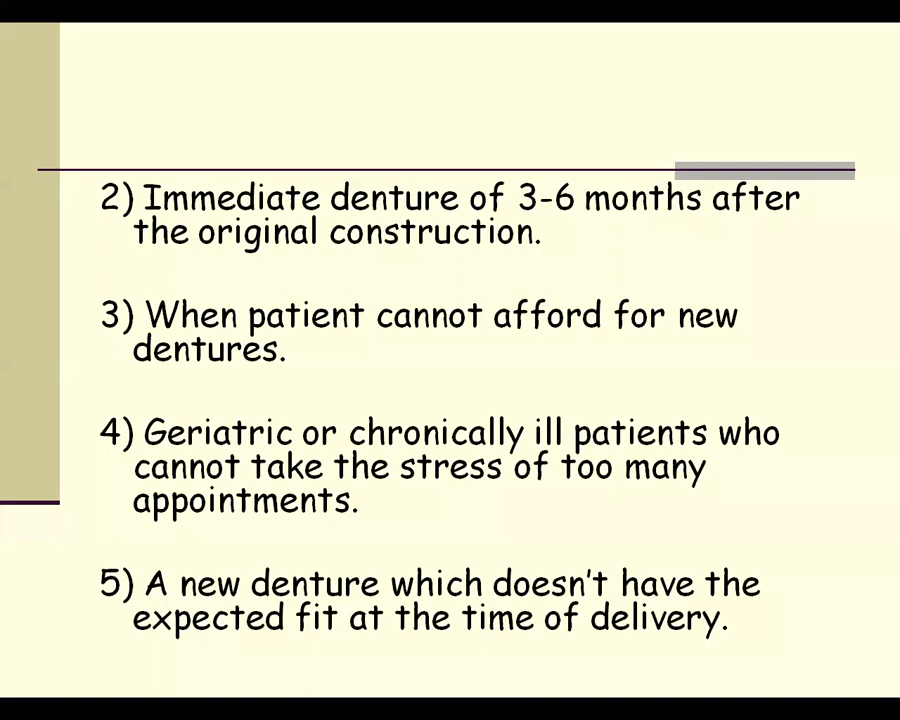 2) Immediate denture of 3-6 months after
the original construction.
3) When patient cannot afford for new
dentures.
4) Geriatric or chronically ill patients who
cannot take the stress of too many
appointments.
5) A new denture which doesn't have the
expected fit at the time of delivery.